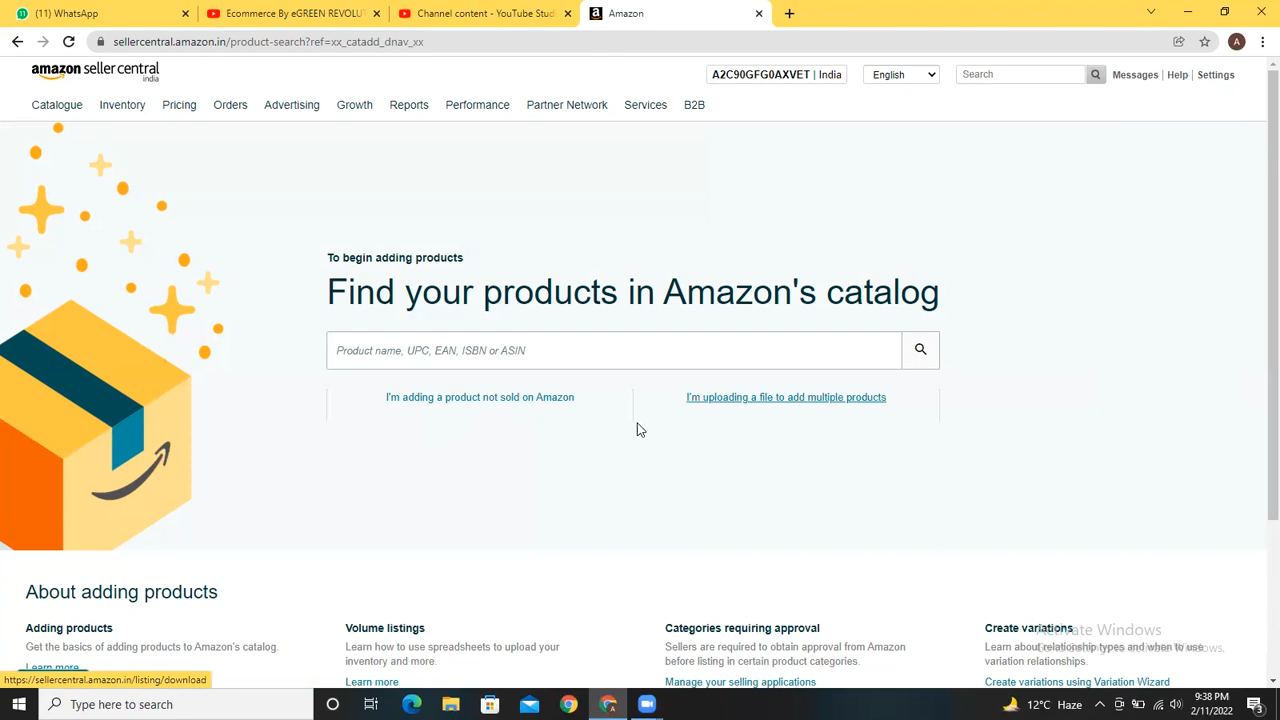 (11) WhatsApp
Ecommerce By eGREEN REVOLUT
Channel content - YouTube Stud
Amazon
sellercentral.amazon.in/product-search?ref=xx_catadd_dnav_xx
A
amazon seller central
india
A2C90GFG0AXVET | India
English
Search
Messages | Help | Settings
Catalogue Inventory Pricing Orders Advertising Growth Reports Performance Partner Network Services B2B
To begin adding products
Find your products in Amazon's catalog
Product name, UPC, EAN, ISBN or ASIN
I'm adding a product not sold on Amazon
I'm uploading a file to add multiple products
About adding products
Adding products
Get the basics of adding products to Amazon's catalog.
Learn more
Volume listings
Learn how to use spreadsheets to upload your
inventory and more.
Learn more
Categories requiring approval
Sellers are required to obtain approval from Amazon
before listing in certain product categories.
Manage your selling applications
Create variations
Learn about relationship types and when to use
variation relationships.
Create variations using Variation Wizard
Activate Windows
https://sellercentral.amazon.in/listing/download
Type here to search
12°C Haze
9:38 PM
2/11/2022
3